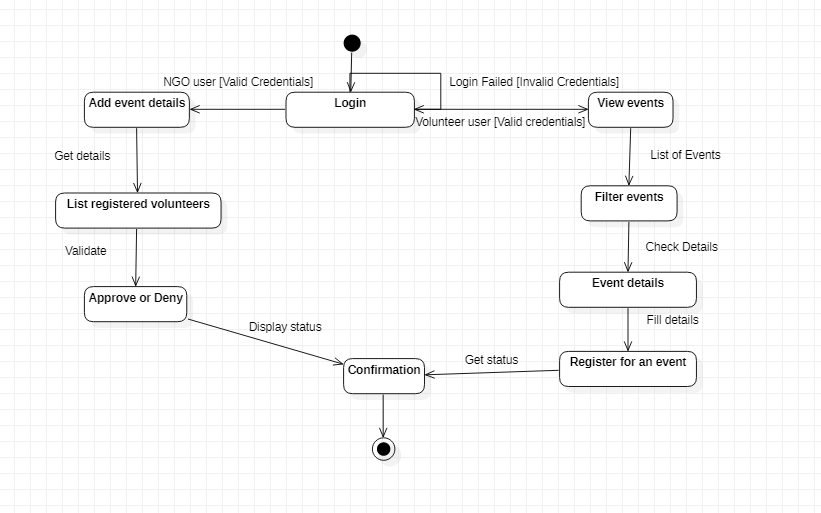 NGO user [Valid Credentials]
Login Failed [Invalid Credentials]
Add event details
Login
View events
Volunteer user [Valid credentials]
Get details
List of Events
List registered volunteers
Filter events
Validate
Check Details
Approve or Deny
Event details
Display status
Fill details
Get status
Confirmation
Register for an event